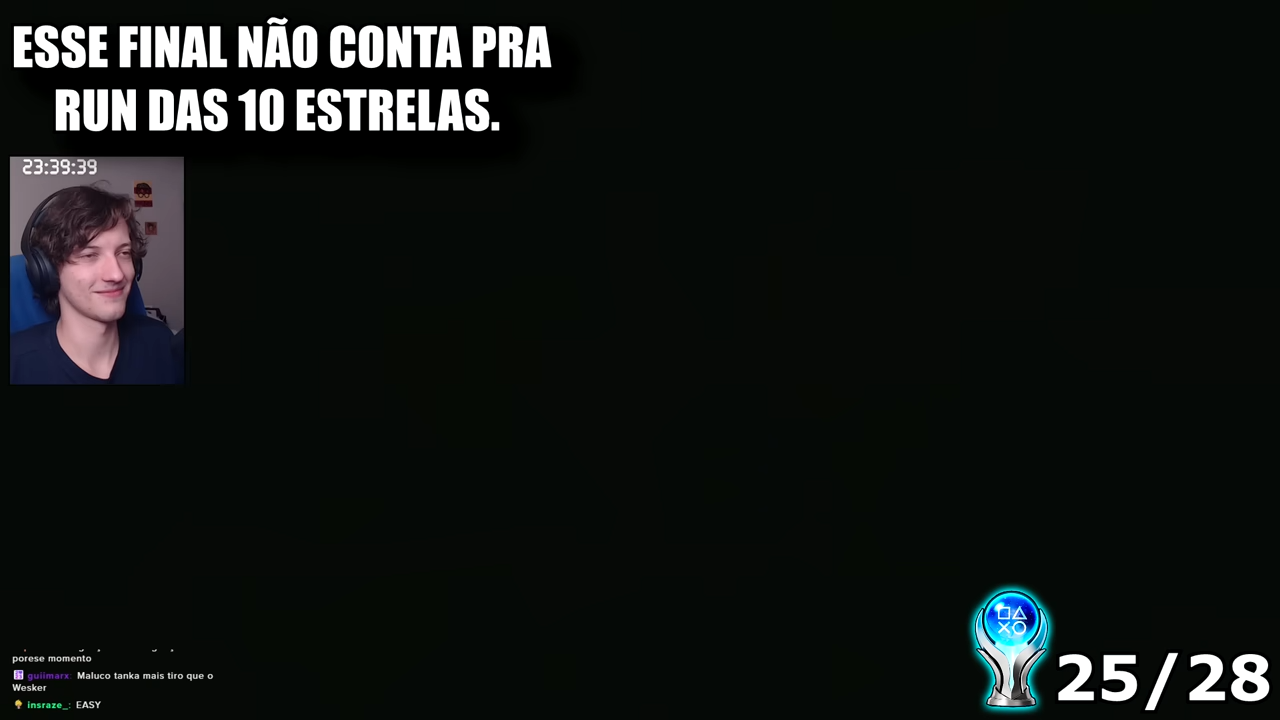 ESSE FINAL NÃO CONTA PRA
RUN DAS 10 ESTRELAS.
23:39:39
porese momento
guiimarx: Maluco tanka mais tiro que o
Wesker
insraze_: EASY
25/28